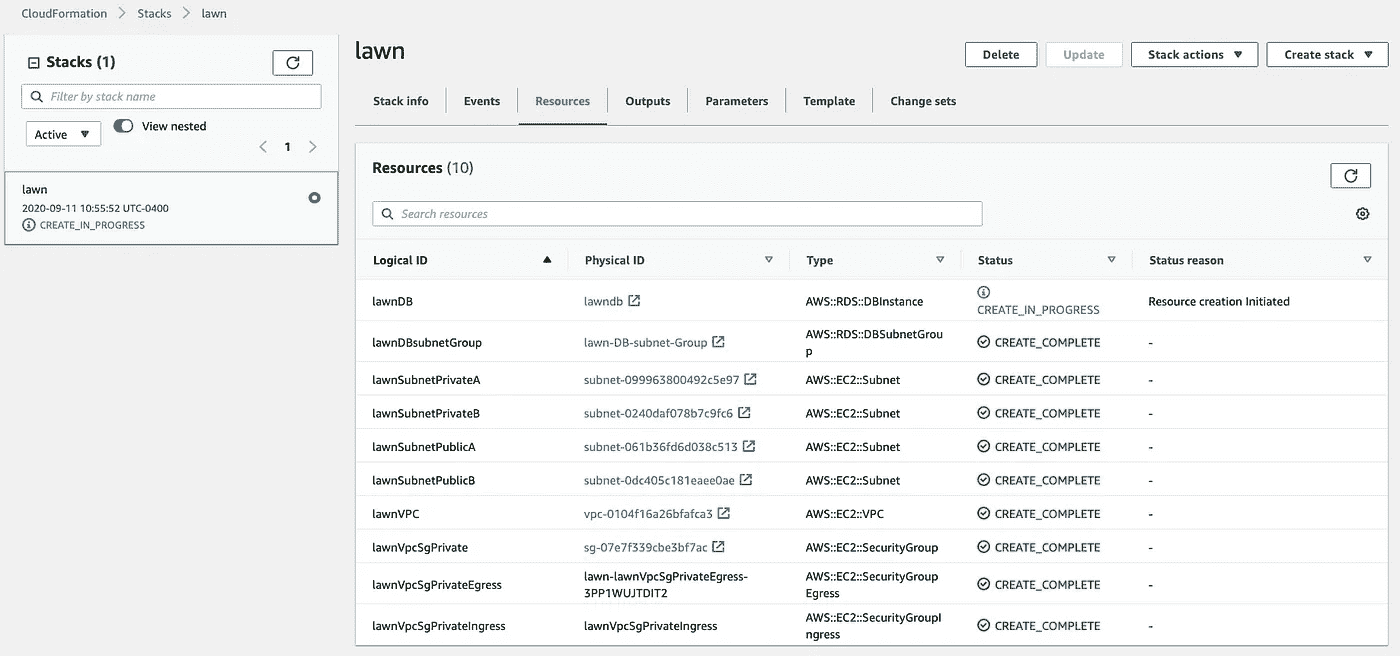 CloudFormation > Stacks > lawn
Stacks (1)
Filter by stack name
Active
View nested
1
lawn
2020-09-11 10:55:52 UTC-0400
CREATE_IN_PROGRESS
lawn
Delete
Update
Stack actions
Create stack
Stack info
Events
Resources
Outputs
Parameters
Template
Change sets
Resources (10)
Search resources
Logical ID Physical ID Type Status Status reason
lawnDB lawndb AWS::RDS::DBInstance CREATE_IN_PROGRESS Resource creation Initiated
lawnDBsubnetGroup lawn-DB-subnet-Group AWS::RDS::DBSubnetGrou
p CREATE_COMPLETE -
lawnSubnetPrivateA subnet-099963800492c5e97 AWS::EC2::Subnet CREATE_COMPLETE -
lawnSubnetPrivateB subnet-0240daf078b7c9fc6 AWS::EC2::Subnet CREATE_COMPLETE -
lawnSubnetPublicA subnet-061b36fd6d038c513 AWS::EC2::Subnet CREATE_COMPLETE -
lawnSubnetPublicB subnet-0dc405c181eaee0ae AWS::EC2::Subnet CREATE_COMPLETE -
lawnVPC vpc-0104f16a26bfafca3 AWS::EC2::VPC CREATE_COMPLETE -
lawnVpcSgPrivate sg-07e7f339cbe3bf7ac AWS::EC2::SecurityGroup CREATE_COMPLETE -
lawnVpcSgPrivateEgress lawn-lawnVpcSgPrivateEgress-
3PP1WUJTDIT2 AWS::EC2::SecurityGroup
Egress CREATE_COMPLETE -
lawnVpcSgPrivateIngress lawnVpcSgPrivateIngress AWS::EC2::SecurityGroupI
ngress CREATE_COMPLETE -